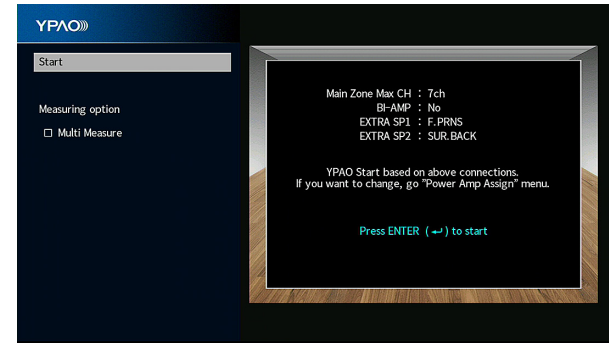 YPAO
Start
Measuring option
Multi Measure
Main Zone Max CH : 7ch
BI-AMP : No
EXTRA SP1 : F.PRNS
EXTRA SP2 : SUR.BACK
YPAO Start based on above connections.
If you want to change, go "Power Amp Assign" menu.
Press ENTER (↵) to start